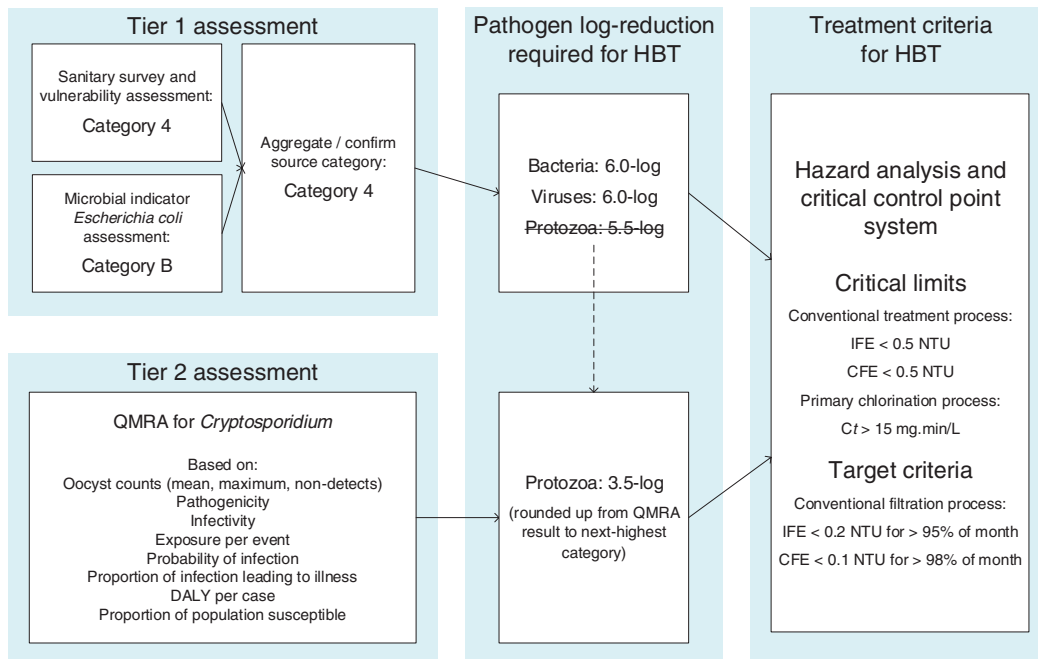 Tier 1 assessment
Sanitary survey and
vulnerability assessment:
Category 4
Microbial indicator
Escherichia coli
assessment:
Category B
Aggregate / confirm
source category:
Category 4
Tier 2 assessment
QMRA for Cryptosporidium
Based on:
Oocyst counts (mean, maximum, non-detects)
Pathogenicity
Infectivity
Exposure per event
Probability of infection
Proportion of infection leading to illness
DALY per case
Proportion of population susceptible
Pathogen log-reduction
required for HBT
Bacteria: 6.0-log
Viruses: 6.0-log
Protozoa: 5.5-log
Protozoa: 3.5-log
(rounded up from QMRA
result to next-highest
category)
Treatment criteria
for HBT
Hazard analysis and
critical control point
system
Critical limits
Conventional treatment process:
IFE < 0.5 NTU
CFE < 0.5 NTU
Primary chlorination process:
Ct > 15 mg.min/L
Target criteria
Conventional filtration process:
IFE < 0.2 NTU for > 95% of month
CFE < 0.1 NTU for > 98% of month